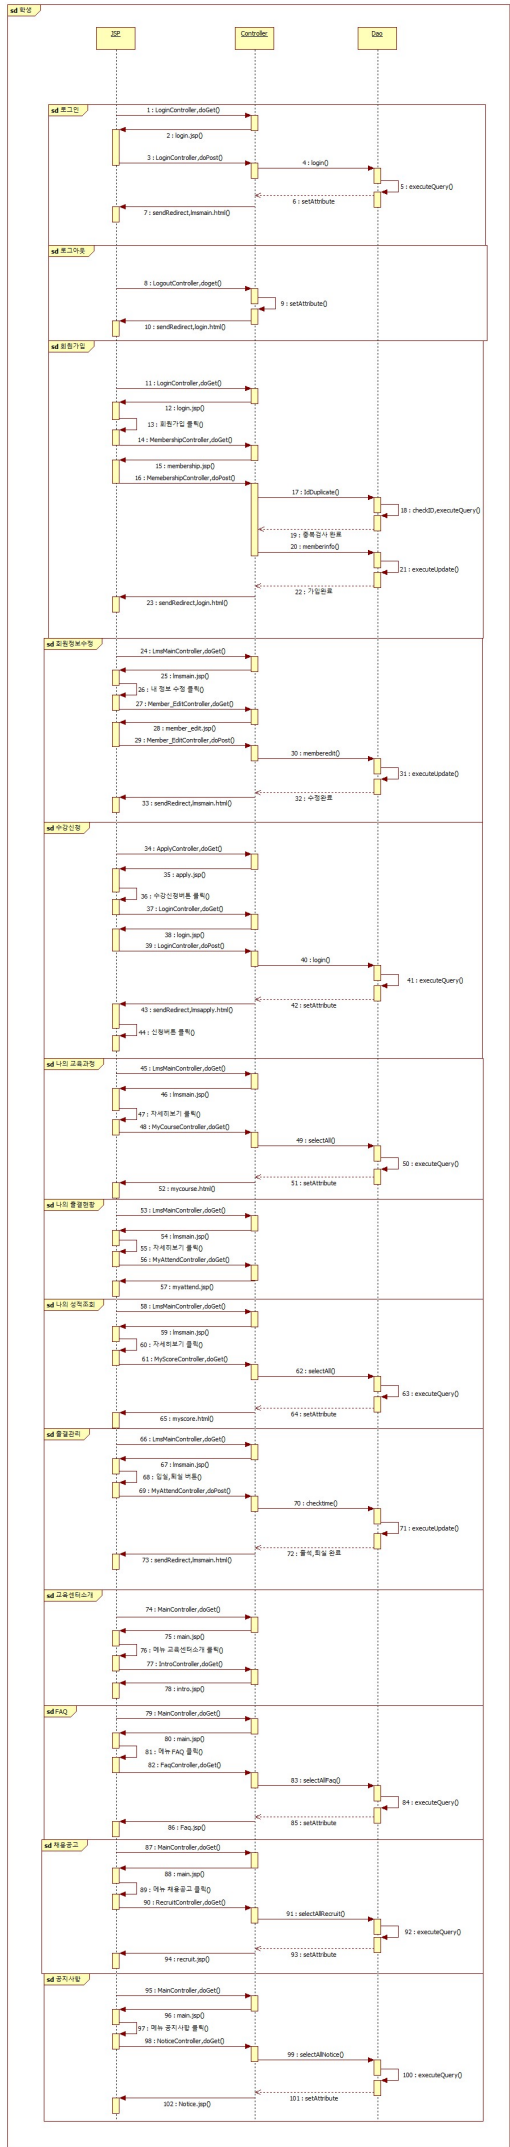 sd 학생
JSP
Controller
Dao
sd 로그인
1 : LoginController,doGet()
2 : login.jsp()
3 : LoginController,doPost()
4 : login()
5 : executeQuery()
6 : setAttribute
7 : sendRedirect,lmsmain.html()
sd 로그아웃
8 : LogoutController,doget()
9 : setAttribute()
10 : sendRedirect,login.html()
sd 회원가입
11 : LoginController,doGet()
12 : login.jsp()
13 : 회원가입 클릭()
14 : MembershipController,doGet()
15 : membership.jsp()
16 : MemebershipController,doPost()
17 : IdDuplicate()
18 : checkID,executeQuery()
19 : 중복검사 완료
20 : memberinfo()
21 : executeUpdate()
22 : 가입완료
23 : sendRedirect,login.html()
sd 회원정보수정
24 : LmsMainController,doGet()
25 : lmsmain.jsp()
26 : 내 정보 수정 클릭()
27 : Member_EditController,doGet()
28 : member_edit.jsp()
29 : Member_EditController,doPost()
30 : memberedit()
31 : executeUpdate()
32 : 수정완료
33 : sendRedirect,lmsmain.html()
sd 수강신청
34 : ApplyController,doGet()
35 : apply.jsp()
36 : 수강신청버튼 클릭()
37 : LoginController,doGet()
38 : login.jsp()
39 : LoginController,doPost()
40 : login()
41 : executeQuery()
42 : setAttribute
43 : sendRedirect,lmsapply.html()
44 : 신청버튼 클릭()
sd 나의 교육과정
45 : LmsMainController,doGet()
46 : lmsmain.jsp()
47 : 자세히보기 클릭()
48 : MyCourseController,doGet()
49 : selectAll()
50 : executeQuery()
51 : setAttribute
52 : mycourse.html()
sd 나의 출결현황
53 : LmsMainController,doGet()
54 : lmsmain.jsp()
55 : 자세히보기 클릭()
56 : MyAttendController,doGet()
57 : myattend.jsp()
sd 나의 성적조회
58 : LmsMainController,doGet()
59 : lmsmain.jsp()
60 : 자세히보기 클릭()
61 : MyScoreController,doGet()
62 : selectAll()
63 : executeQuery()
64 : setAttribute
65 : myscore.html()
sd 출결관리
66 : LmsMainController,doGet()
67 : lmsmain.jsp()
68 : 입실,퇴실 버튼()
69 : MyAttendController,doPost()
70 : checktime()
71 : executeUpdate()
72 : 출석,퇴실 완료
73 : sendRedirect,lmsmain.html()
sd 교육센터소개
74 : MainController,doGet()
75 : main.jsp()
76 : 메뉴 교육센터소개 클릭()
77 : IntroController,doGet()
78 : intro.jsp()
sd FAQ
79 : MainController,doGet()
80 : main.jsp()
81 : 메뉴 FAQ 클릭()
82 : FaqController,doGet()
83 : selectAllFaq()
84 : executeQuery()
85 : setAttribute
86 : Faq.jsp()
sd 채용공고
87 : MainController,doGet()
88 : main.jsp()
89 : 메뉴 채용공고 클릭()
90 : RecruitController,doGet()
91 : selectAllRecruit()
92 : executeQuery()
93 : setAttribute
94 : recruit.jsp()
sd 공지사항
95 : MainController,doGet()
96 : main.jsp()
97 : 메뉴 공지사항 클릭()
98 : NoticeController,doGet()
99 : selectAllNotice()
100 : executeQuery()
101 : setAttribute
102 : Notice.jsp()